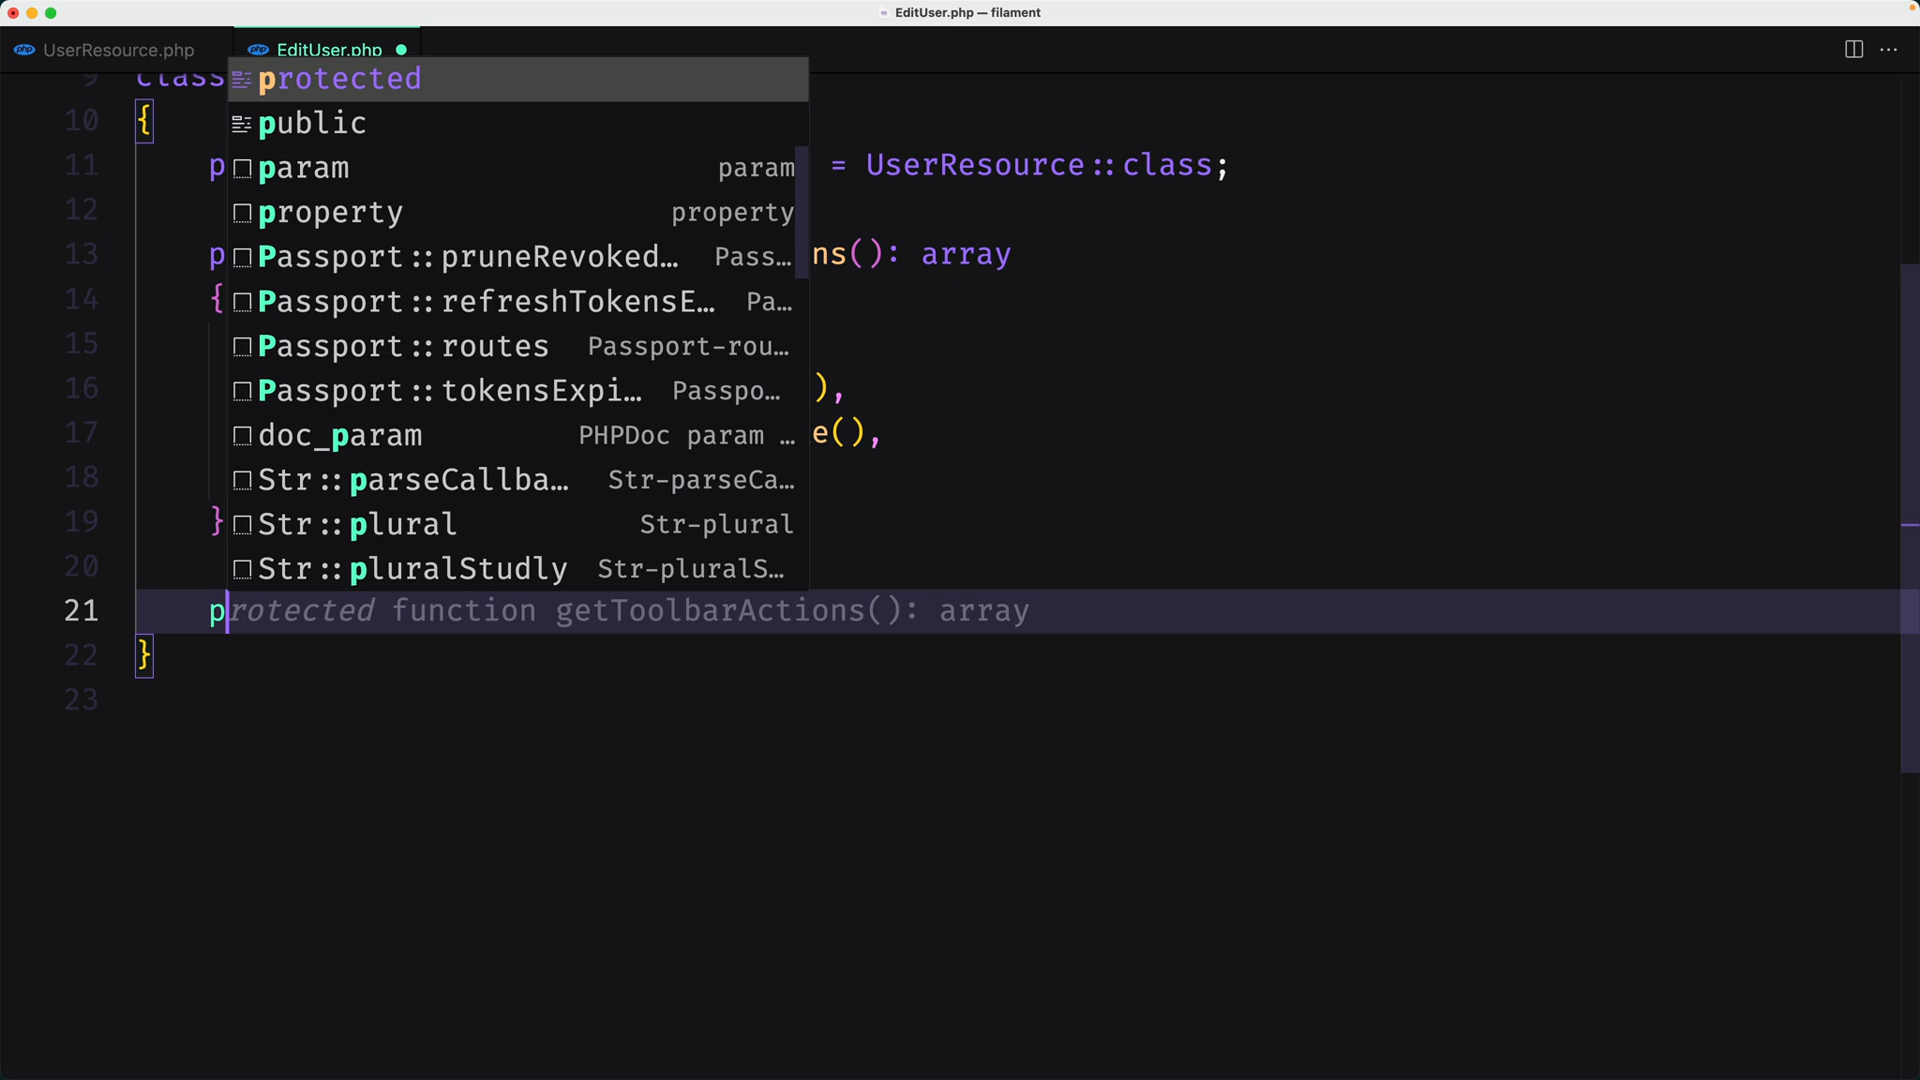 EditUser.php — filament
UserResource.php
EditUser.php
9 class
protected
10 {
public
11 p
param param
= UserResource::class;
12
property property
13 p
Passport::pruneRevoked… Pass…
ns(): array
14 {
Passport::refreshTokensE… Pa…
15
Passport::routes Passport-rou…
16
Passport::tokensExpi… Passpo…
),
17
doc_param PHPDoc param …
e(),
18
Str::parseCallba… Str-parseCa…
19 }
Str::plural Str-plural
20
Str::pluralStudly Str-pluralS…
21 protected function getToolbarActions(): array
22 }
23